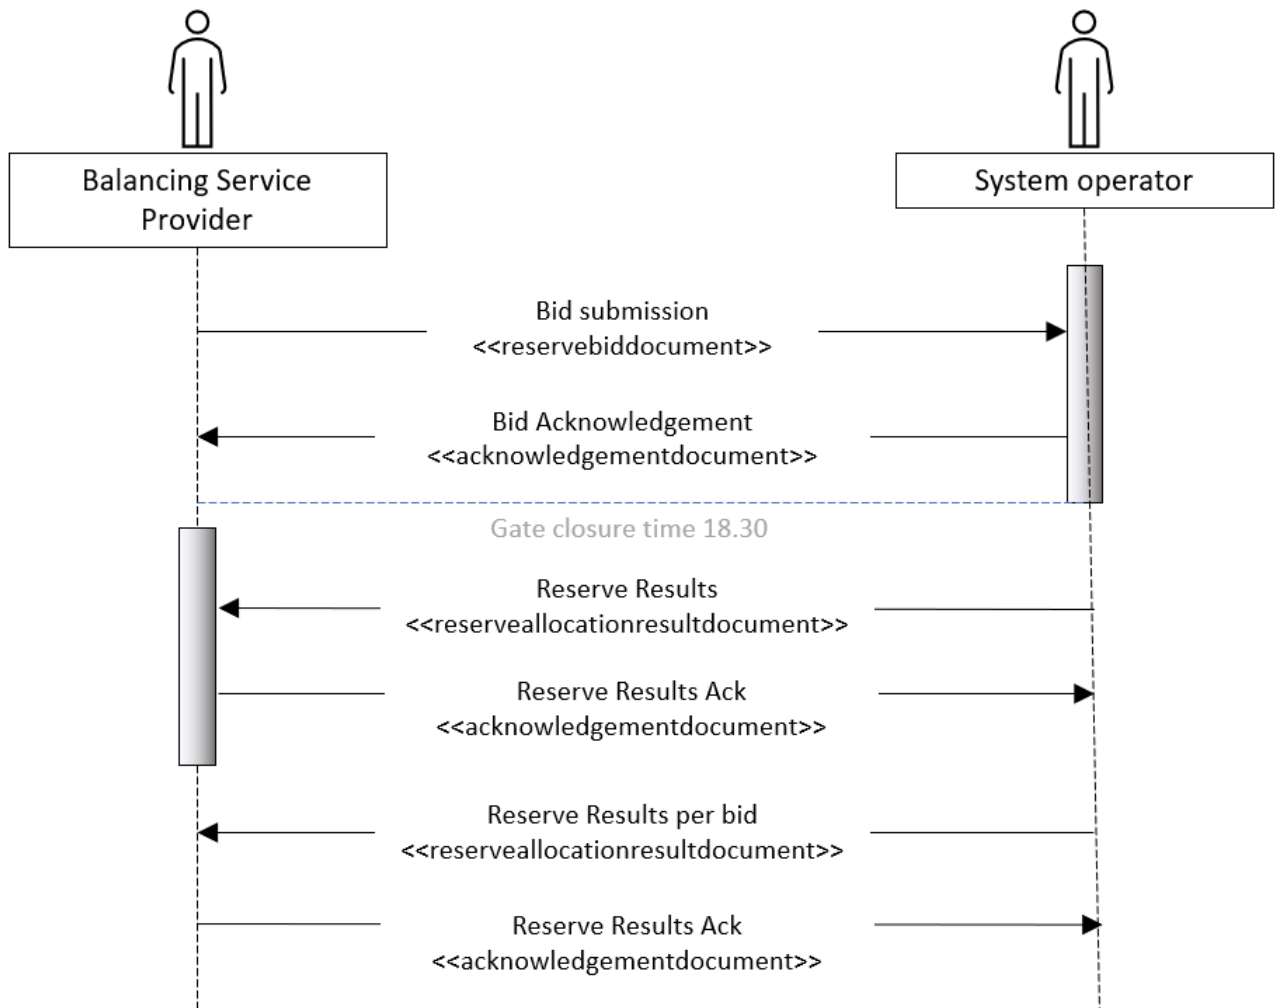 Balancing Service
Provider
System operator
Bid submission
<<reservebiddocument>>
Bid Acknowledgement
<<acknowledgementdocument>>
Gate closure time 18.30
Reserve Results
<<reserveallocationresultdocument>>
Reserve Results Ack
<<acknowledgementdocument>>
Reserve Results per bid
<<reserveallocationresultdocument>>
Reserve Results Ack
<<acknowledgementdocument>>